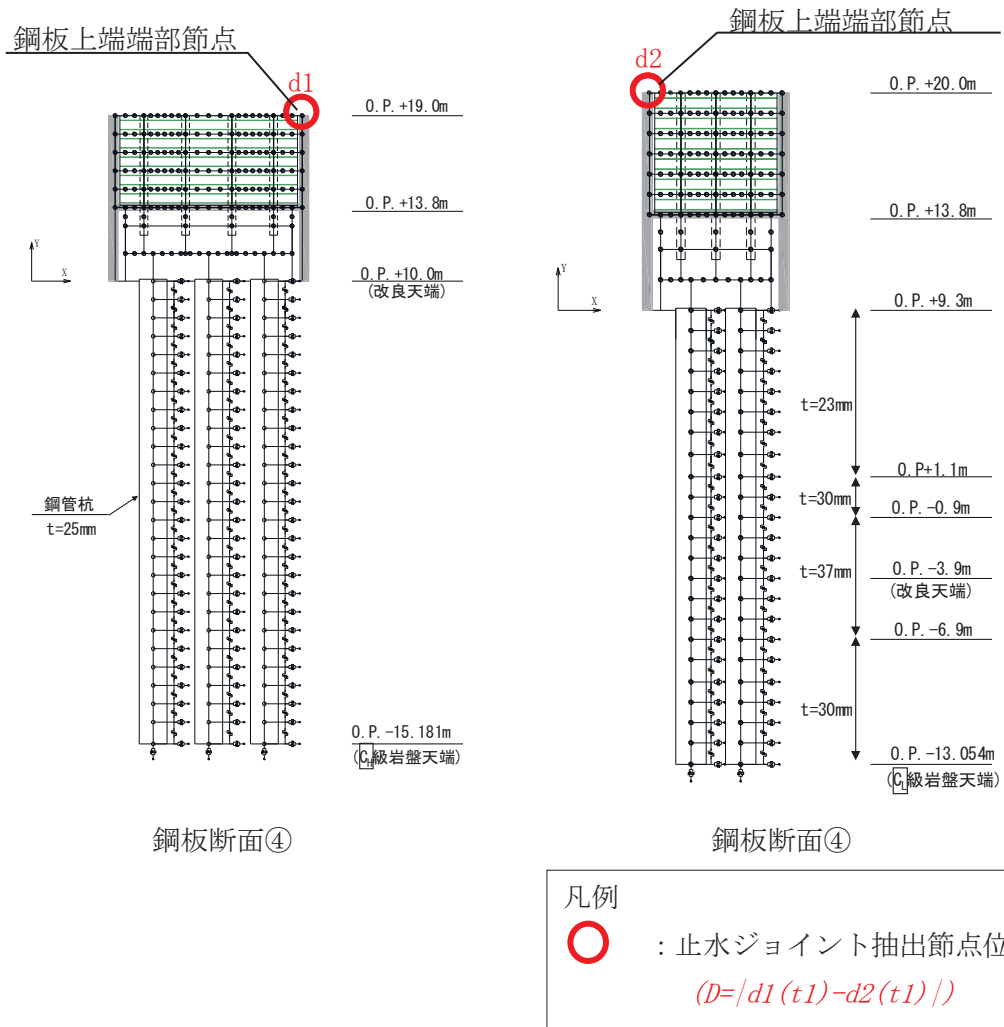 鋼板上端端部節点
d1
O.P.+19.0m
O.P.+13.8m
O.P.+10.0m
(改良天端)
Y
X
鋼管杭
t=25mm
O.P.-15.181m
(CH級岩盤天端)
鋼板断面④
鋼板上端端部節点
d2
O.P.+20.0m
O.P.+13.8m
Y
X
O.P.+9.3m
t=23mm
O.P+1.1m
t=30mm
O.P.-0.9m
t=37mm
O.P.-3.9m
(改良天端)
O.P.-6.9m
t=30mm
O.P.-13.054m
(CL級岩盤天端)
鋼板断面④
凡例
：止水ジョイント抽出節点位
(D=|d1(t1)-d2(t1)|)